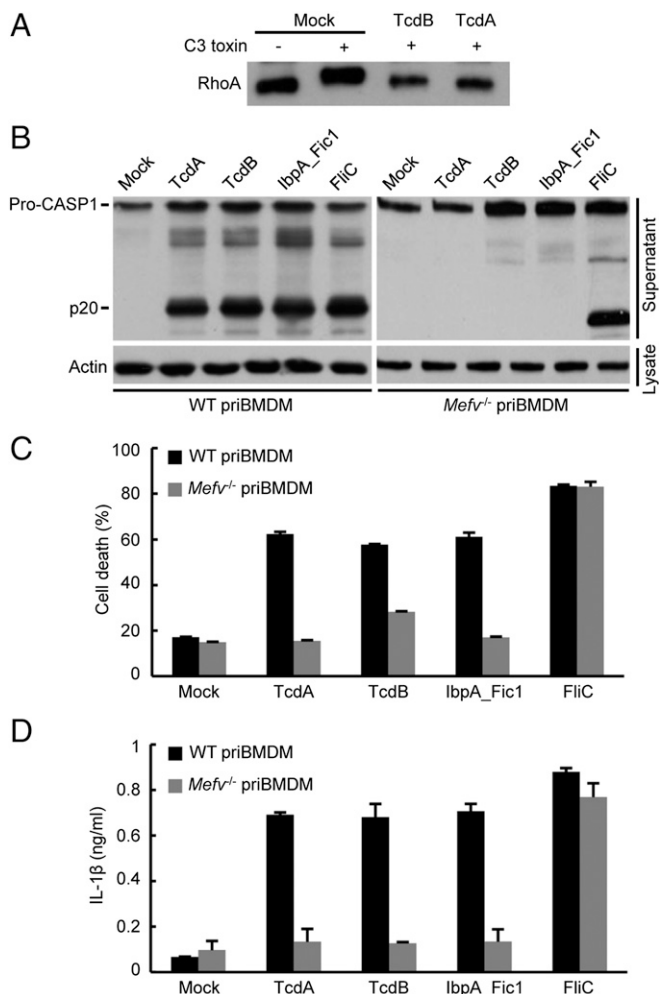 A
Mock TcdB TcdA
C3 toxin - + + +
RhoA
B
Mock TcdA TcdB IbpA_Fic1 FliC Mock TcdA TcdB IbpA_Fic1 FliC
Pro-CASP1
p20
Supernatant
Actin
Lysate
WT priBMDM Mefv-/- priBMDM
C
WT priBMDM
Mefv-/- priBMDM
Cell death (%)
100
80
60
40
20
0
Mock TcdA TcdB IbpA_Fic1 FliC
D
WT priBMDM
Mefv-/- priBMDM
IL-1β (ng/ml)
1
0.8
0.6
0.4
0.2
0
Mock TcdA TcdB IbpA_Fic1 FliC